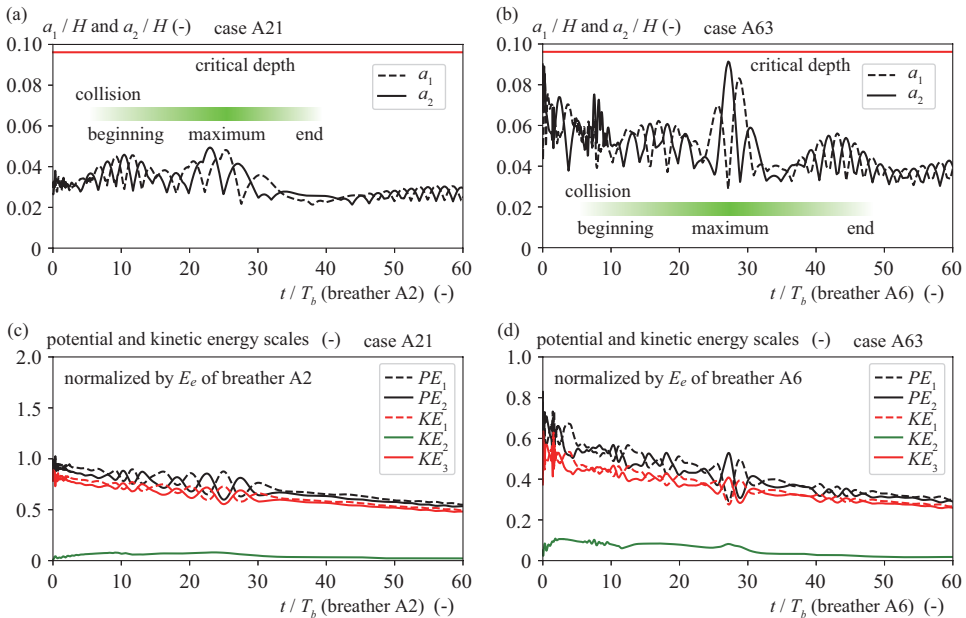 (a)
a₁ / H and a₂ / H (-) case A21
0.10
0.08
0.06
0.04
0.02
0
critical depth
collision
beginning maximum end
a₁
a₂
0 10 20 30 40 50 60
t / T_b (breather A2) (-)
(b)
a₁ / H and a₂ / H (-) case A63
0.10
0.08
0.06
0.04
0.02
0
critical depth
a₁
a₂
collision
beginning maximum end
0 10 20 30 40 50 60
t / T_b (breather A6) (-)
(c)
potential and kinetic energy scales (-) case A21
2.0
1.5
1.0
0.5
0
normalized by E_e of breather A2
PE₁
PE₂
KE₁
KE₂
KE₃
0 10 20 30 40 50 60
t / T_b (breather A2) (-)
(d)
potential and kinetic energy scales (-) case A63
1.0
0.8
0.6
0.4
0.2
0
normalized by E_e of breather A6
PE₁
PE₂
KE₁
KE₂
KE₃
0 10 20 30 40 50 60
t / T_b (breather A6) (-)